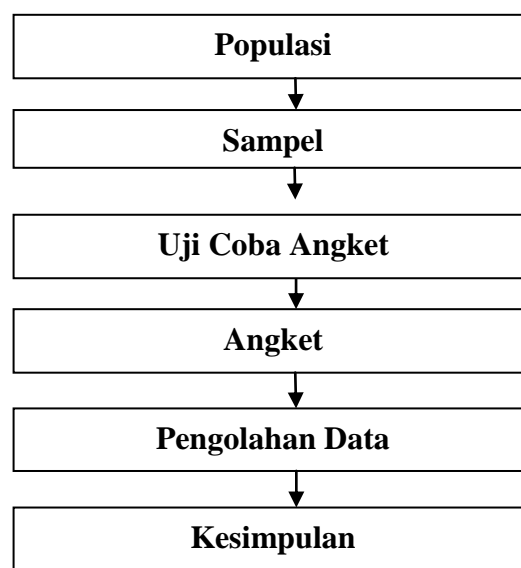 Populasi
Sampel
Uji Coba Angket
Angket
Pengolahan Data
Kesimpulan